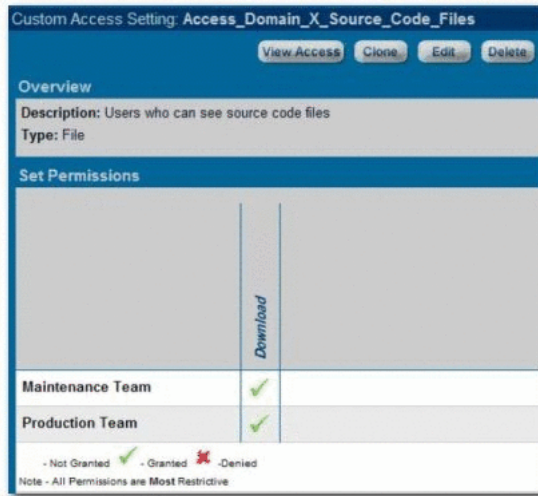 Custom Access Setting: Access_Domain_X_Source_Code_Files
View Access Clone Edit Delete
Overview
Description: Users who can see source code files
Type: File
Set Permissions
Download
Maintenance Team
Production Team
- Not Granted - Granted -Denied
Note - All Permissions are Most Restrictive